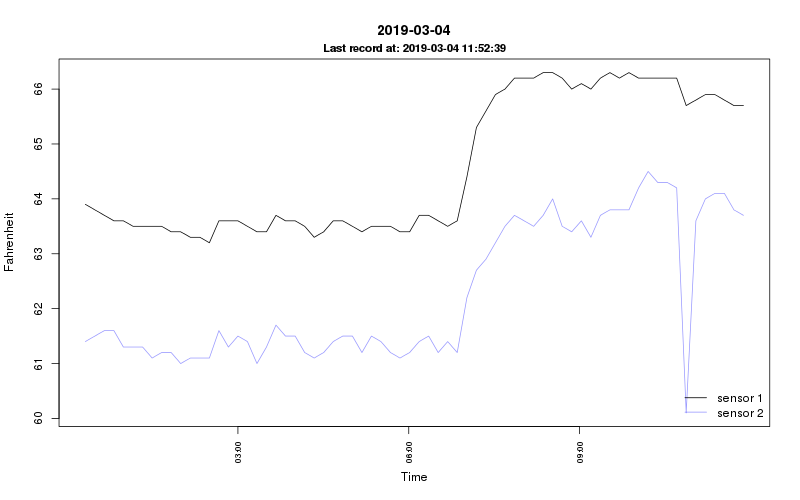 2019-03-04
Last record at: 2019-03-04 11:52:39
Fahrenheit
66
65
64
63
62
61
60
sensor 1
sensor 2
03:00
06:00
09:00
Time